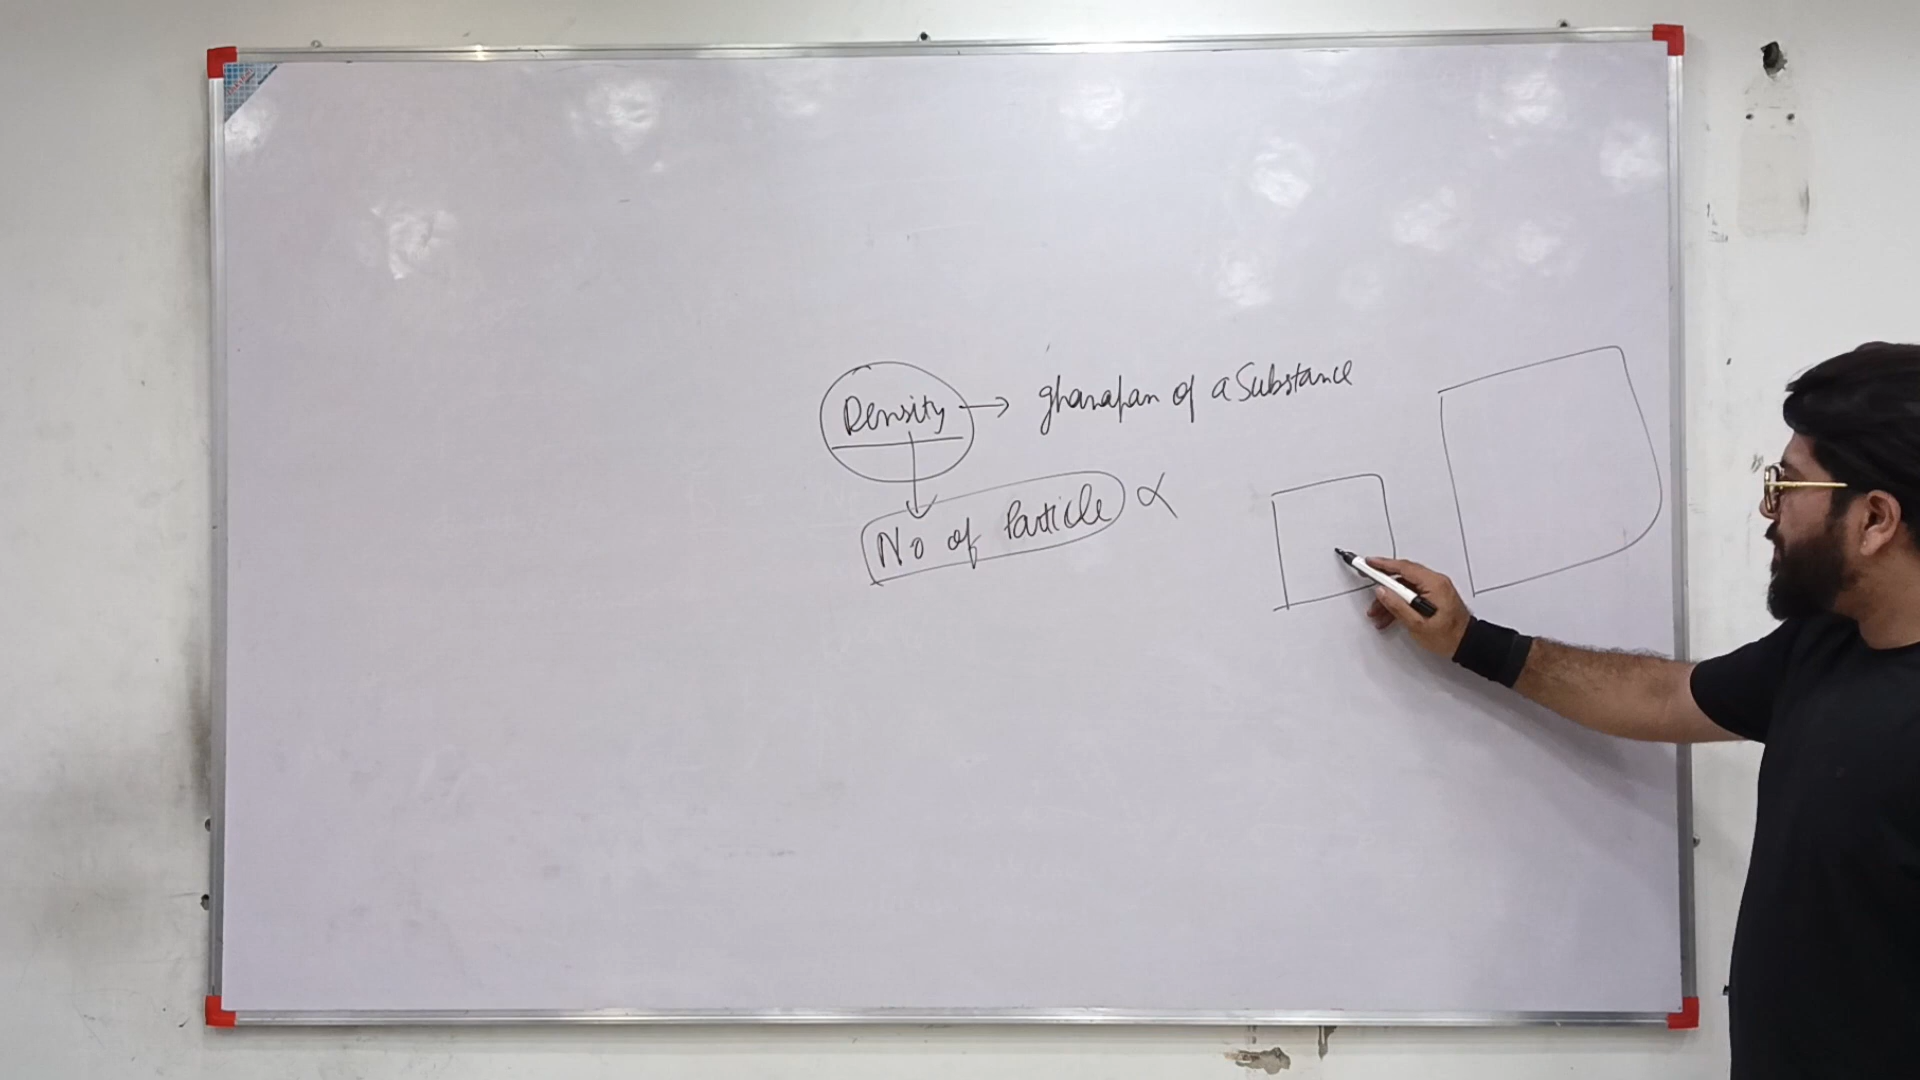 Density → ghanapan of a Substance
No of Particle ∝